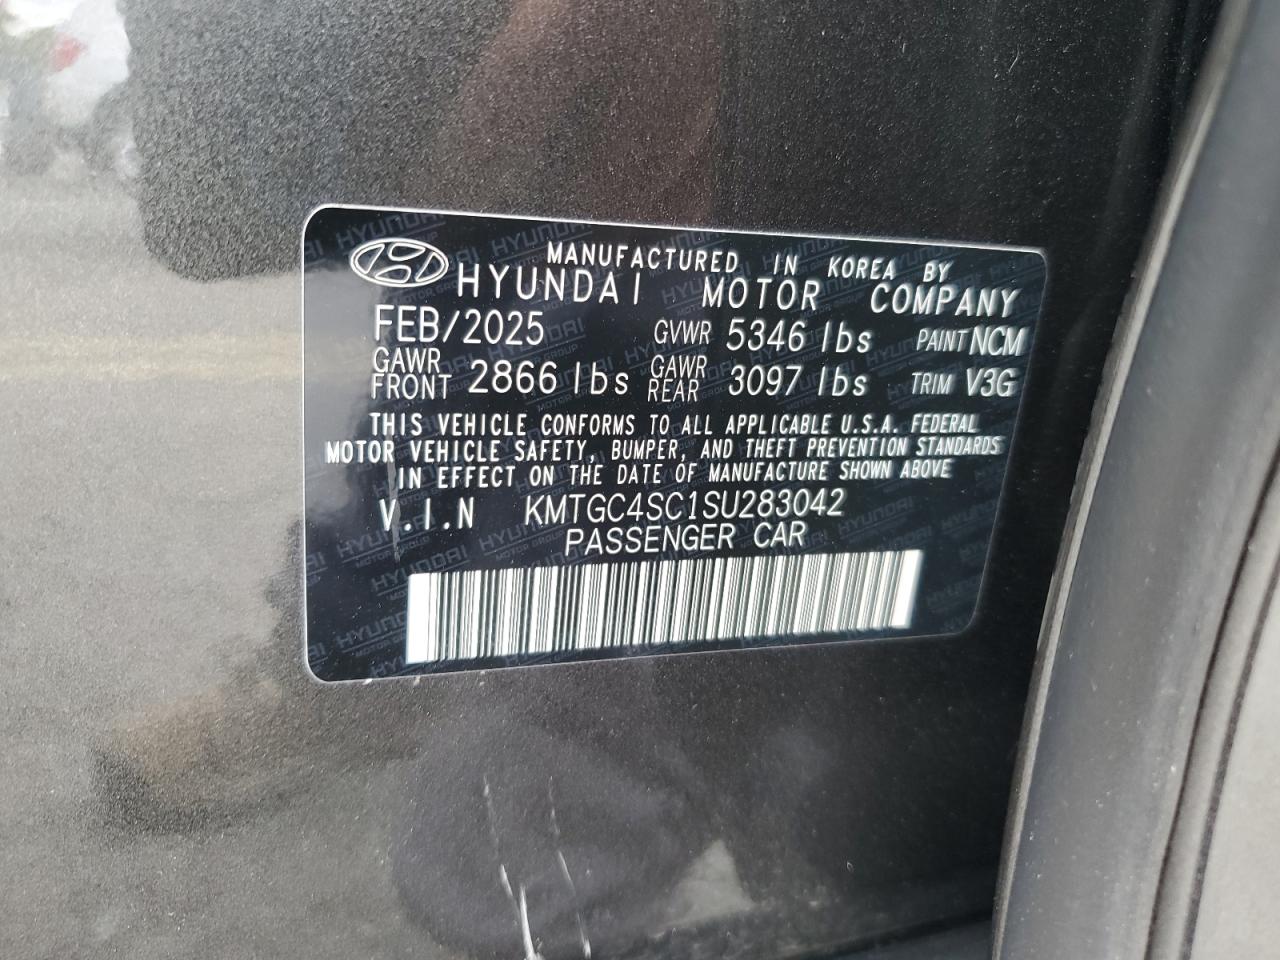 MANUFACTURED IN KOREA BY
HYUNDAI MOTOR COMPANY
FEB/2025 GVWR 5346 lbs PAINT NCM
GAWR FRONT 2866 lbs GAWR REAR 3097 lbs TRIM V3G
THIS VEHICLE CONFORMS TO ALL APPLICABLE U.S.A. FEDERAL
MOTOR VEHICLE SAFETY, BUMPER, AND THEFT PREVENTION STANDARDS
IN EFFECT ON THE DATE OF MANUFACTURE SHOWN ABOVE
V.I.N KMTGC4SC1SU283042
PASSENGER CAR